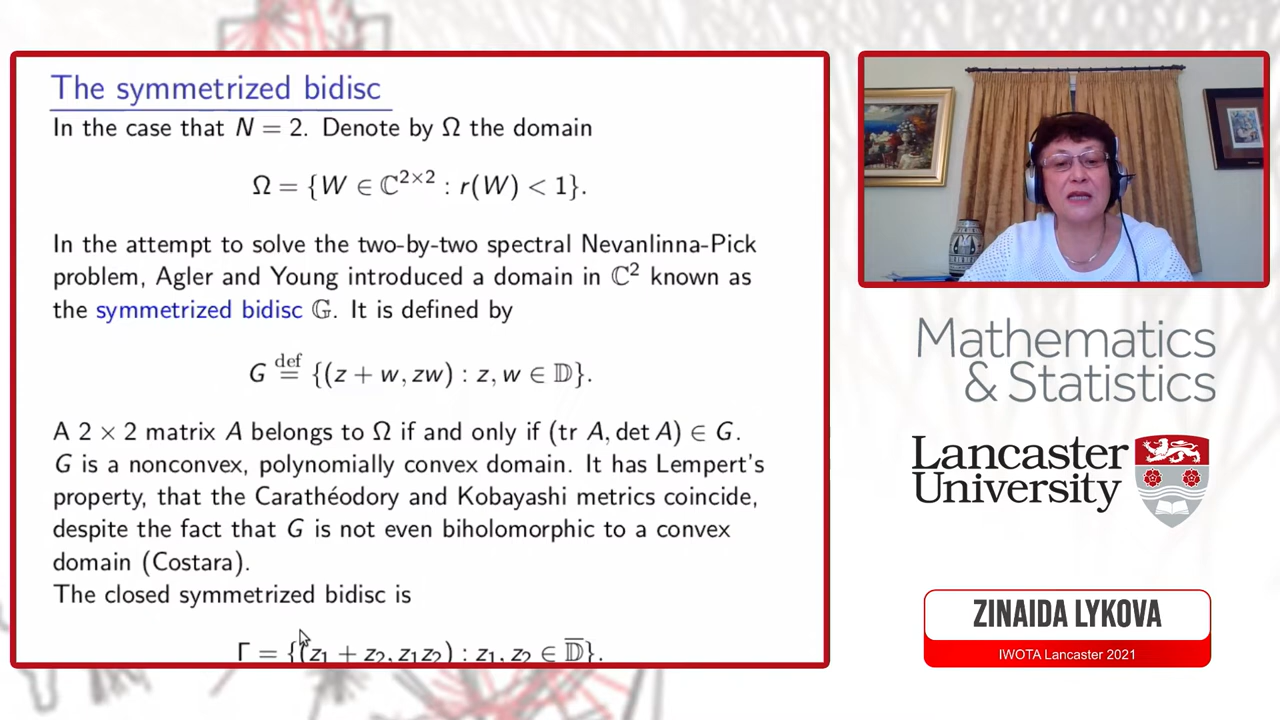 The symmetrized bidisc
In the case that N = 2. Denote by Ω the domain
Ω = {W ∈ ℂ²ˣ² : r(W) < 1}.
In the attempt to solve the two-by-two spectral Nevanlinna-Pick
problem, Agler and Young introduced a domain in ℂ² known as
the symmetrized bidisc 𝔾. It is defined by
G def= {(z + w, zw) : z, w ∈ 𝔻}.
A 2 × 2 matrix A belongs to Ω if and only if (tr A, det A) ∈ G.
G is a nonconvex, polynomially convex domain. It has Lempert's
property, that the Carathéodory and Kobayashi metrics coincide,
despite the fact that G is not even biholomorphic to a convex
domain (Costara).
The closed symmetrized bidisc is
Γ = {(z₁ + z₂, z₁z₂) : z₁, z₂ ∈ 𝔻̅}.
Mathematics
& Statistics
Lancaster
University
ZINAIDA LYKOVA
IWOTA Lancaster 2021